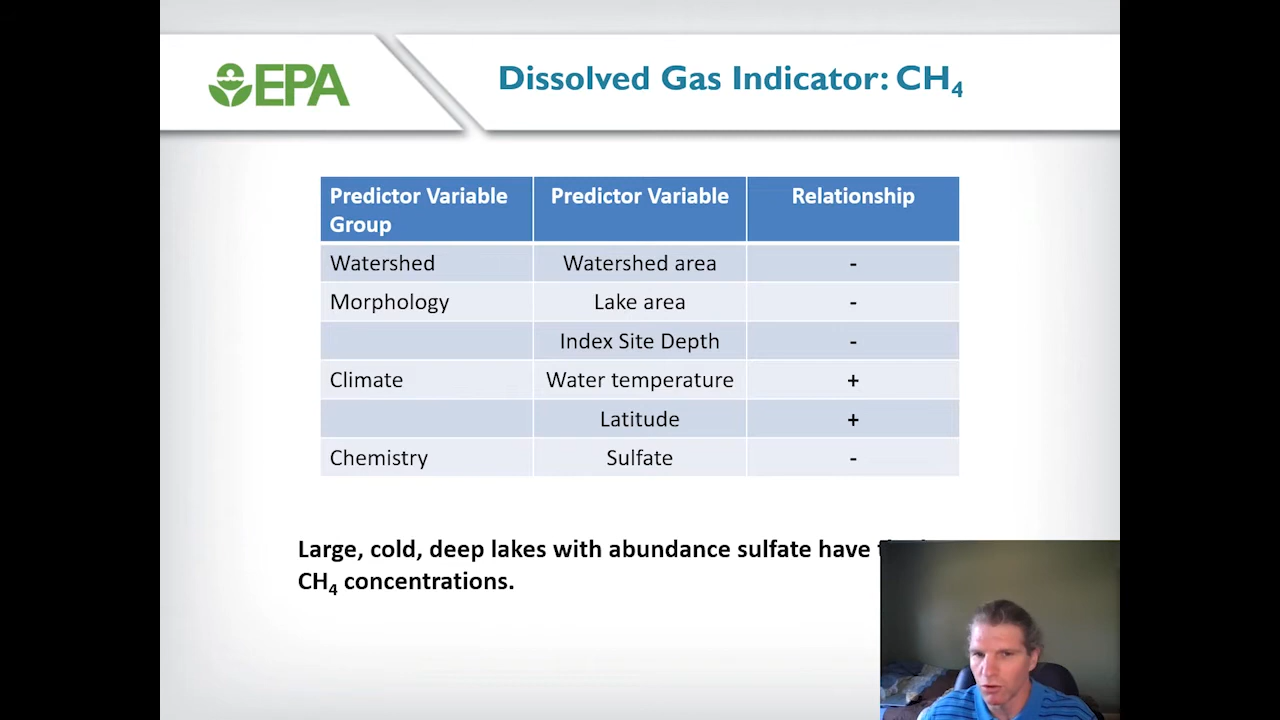 EPA
Dissolved Gas Indicator: CH₄
Predictor Variable Group
Predictor Variable
Relationship
Watershed
Watershed area
-
Morphology
Lake area
-
Index Site Depth
-
Climate
Water temperature
+
Latitude
+
Chemistry
Sulfate
-
Large, cold, deep lakes with abundance sulfate have
CH₄ concentrations.